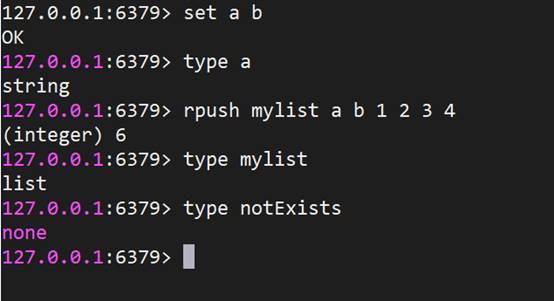 127.0.0.1:6379> set a b
OK
127.0.0.1:6379> type a
string
127.0.0.1:6379> rpush mylist a b 1 2 3 4
(integer) 6
127.0.0.1:6379> type mylist
list
127.0.0.1:6379> type notExists
none
127.0.0.1:6379>